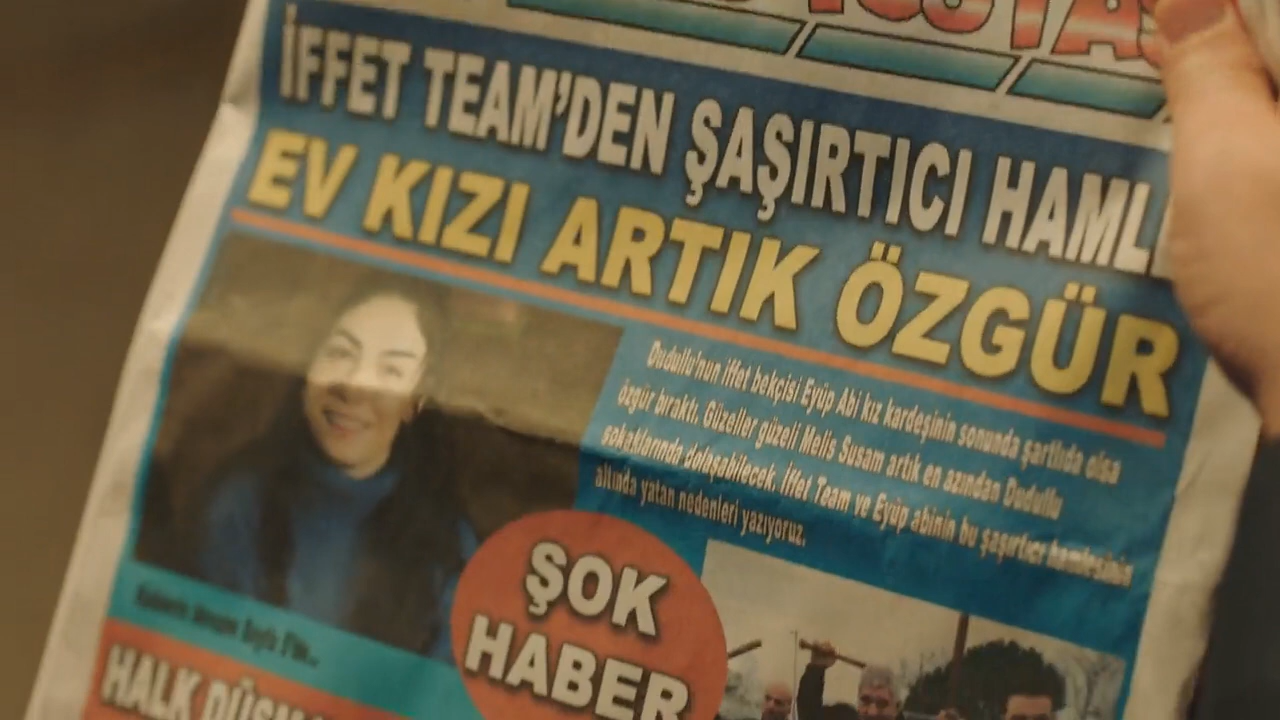 İFFET TEAM'DEN ŞAŞIRTICI HAML
EV KIZI ARTIK ÖZGÜR
Dudullu'nun iffet bekçisi Eyüp Abi kız kardeşinin sonunda şartlıda olsa
özgür bıraktı. Güzeller güzeli Melis Susam artık en azından Dudullu
sokaklarında dolaşabilecek. İffet Team ve Eyüp abinin bu şaşırtıcı hamlesinin
altında yatan nedenleri yazıyoruz.
ŞOK
HABER
HALK DÜŞMA